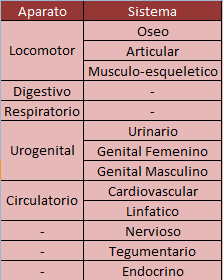 Aparato Sistema
Locomotor
Oseo
Articular
Musculo-esqueletico
Digestivo -
Respiratorio -
Urogenital
Urinario
Genital Femenino
Genital Masculino
Circulatorio
Cardiovascular
Linfatico
- Nervioso
- Tegumentario
- Endocrino